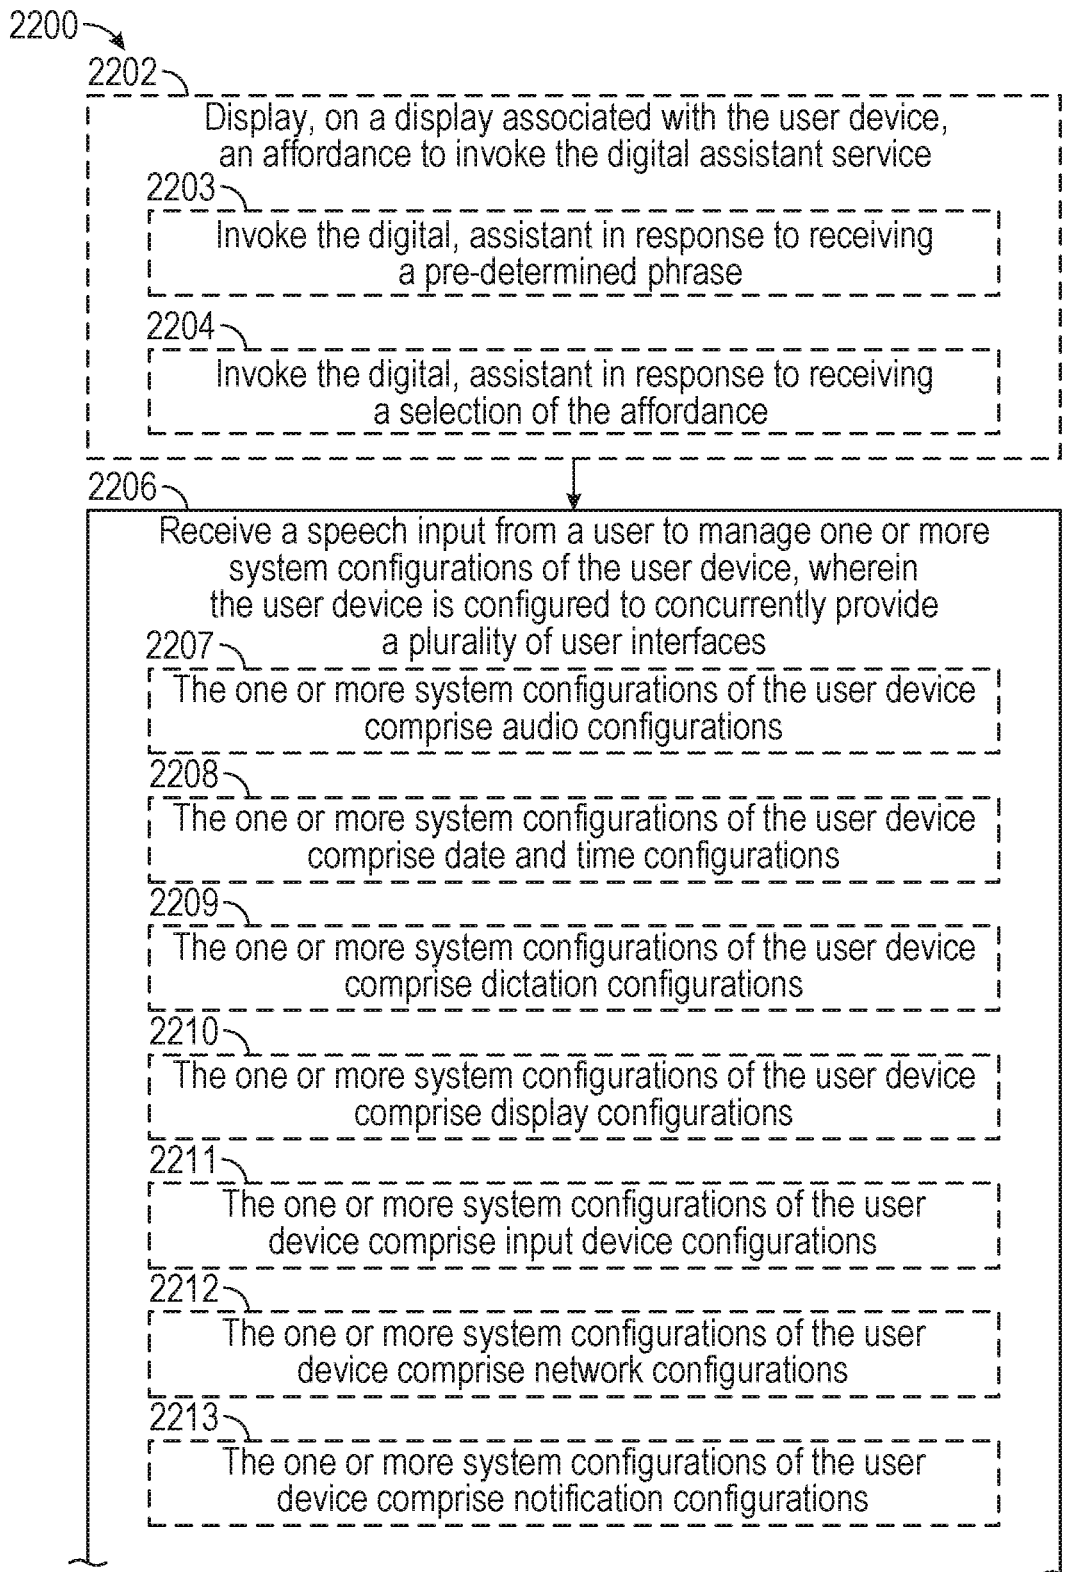 2200
2202
Display, on a display associated with the user device,
an affordance to invoke the digital assistant service
2203
Invoke the digital, assistant in response to receiving
a pre-determined phrase
2204
Invoke the digital, assistant in response to receiving
a selection of the affordance
2206
Receive a speech input from a user to manage one or more
system configurations of the user device, wherein
the user device is configured to concurrently provide
a plurality of user interfaces
2207
The one or more system configurations of the user device
comprise audio configurations
2208
The one or more system configurations of the user device
comprise date and time configurations
2209
The one or more system configurations of the user device
comprise dictation configurations
2210
The one or more system configurations of the user device
comprise display configurations
2211
The one or more system configurations of the user
device comprise input device configurations
2212
The one or more system configurations of the user
device comprise network configurations
2213
The one or more system configurations of the user
device comprise notification configurations